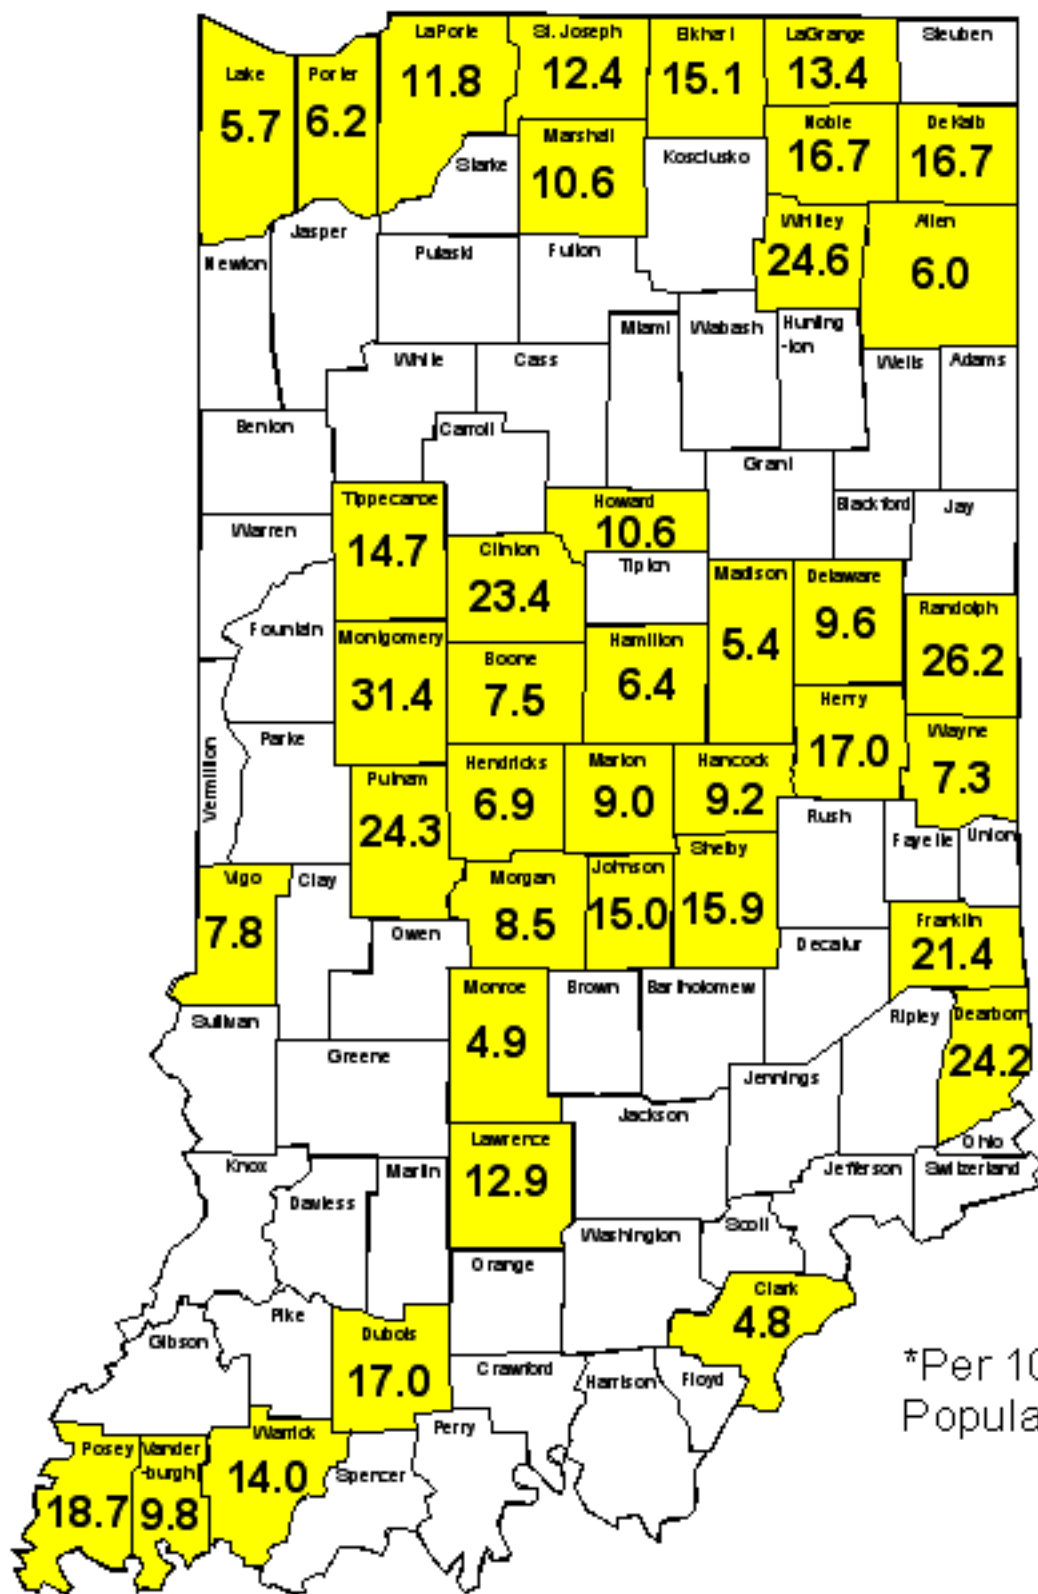 LaPorte
St. Joseph
Elkhart
LaGrange
Steuben
Lake
Porter
11.8
12.4
15.1
13.4
5.7
6.2
Noble
DeKalb
Marshall
Starke
Kosciusko
16.7
16.7
10.6
Jasper
Whitley
Allen
Newton
Pulaski
Fulton
24.6
6.0
Miami
Wabash
Hunting
-ton
White
Cass
Wells
Adams
Benton
Carroll
Grant
Tippecanoe
Howard
Blackford
Jay
Warren
14.7
10.6
Clinton
Tipton
Madison
Delaware
23.4
Randolph
9.6
Fountain
Montgomery
Hamilton
5.4
Boone
26.2
31.4
7.5
6.4
Henry
Parke
Wayne
Vermillion
Hendricks
Marion
Hancock
17.0
Putnam
7.3
6.9
9.0
9.2
24.3
Rush
Fayette
Union
Shelby
Vigo
Clay
Morgan
Johnson
7.8
8.5
15.0
15.9
Franklin
Owen
Decatur
21.4
Monroe
Brown
Bartholomew
Ripley
Dearborn
Sullivan
4.9
Greene
24.2
Jennings
Jackson
Lawrence
Ohio
Knox
Martin
Jefferson
Switzerland
12.9
Daviess
Scott
Washington
Orange
Clark
Pike
4.8
Gibson
Dubois
Crawford
Harrison
Floyd
*Per 10
17.0
Popula
Warrick
Perry
Posey
Vander
-burgh
14.0
Spencer
18.7
9.8